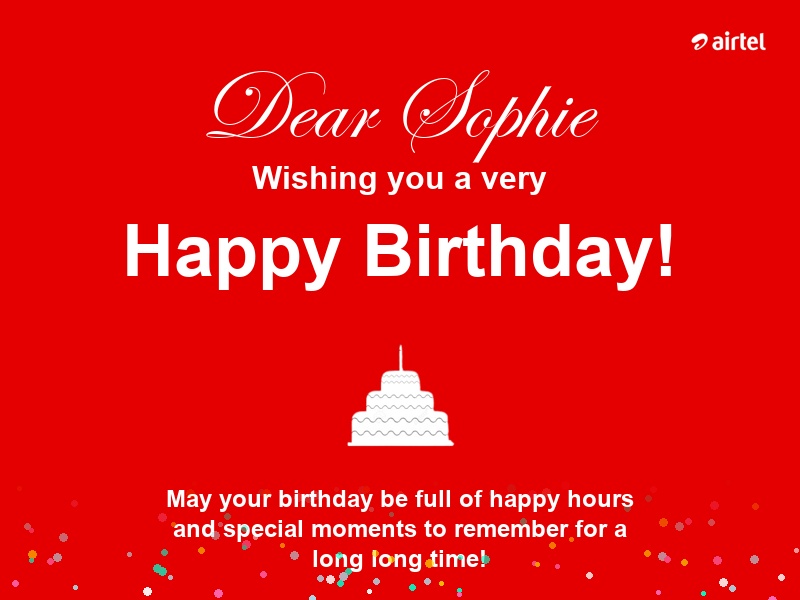 airtel
Dear Sophie
Wishing you a very
Happy Birthday!
May your birthday be full of happy hours
and special moments to remember for a
long long time!